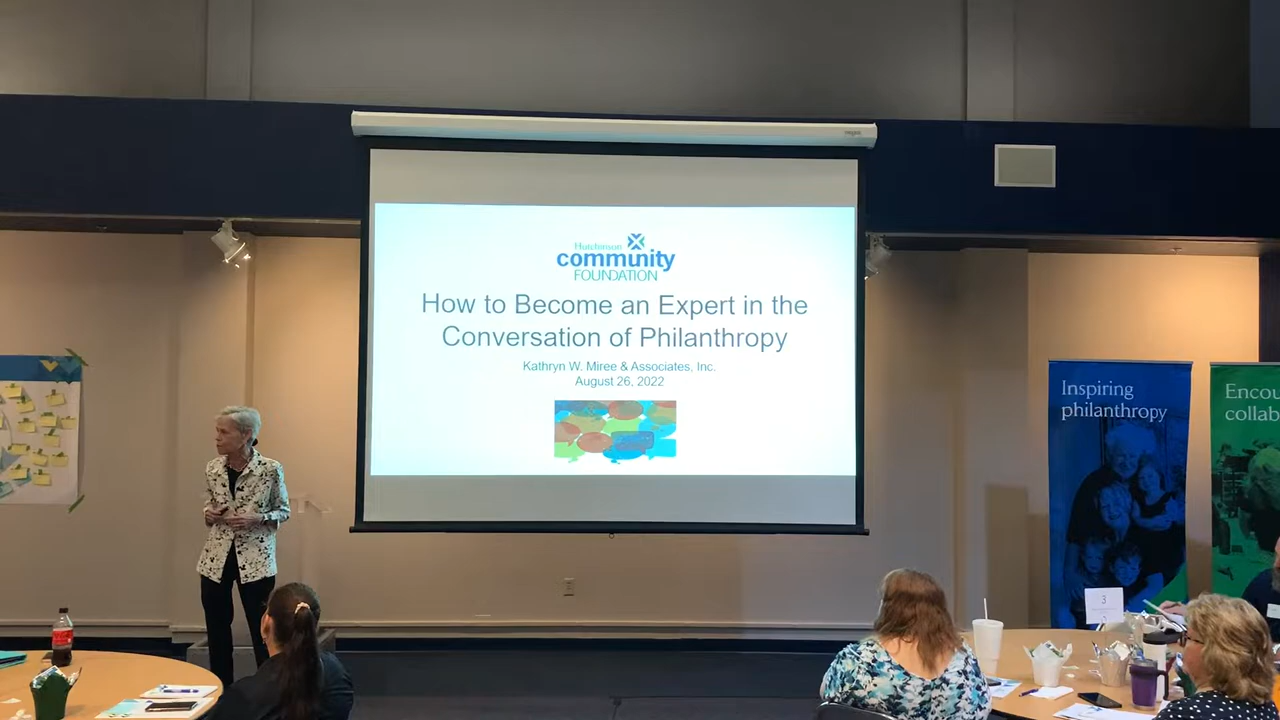 Hutchinson
community
FOUNDATION
How to Become an Expert in the
Conversation of Philanthropy
Kathryn W. Miree & Associates, Inc.
August 26, 2022
Inspiring
philanthropy
Encou
collab
3